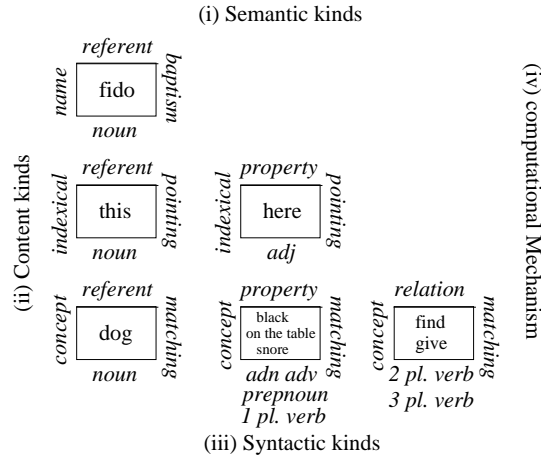 (i) Semantic kinds
referent
name
fido
baptism
noun
(ii) Content kinds
(iv) computational Mechanism
referent
indexical
this
pointing
noun
property
indexical
here
pointing
adj
referent
concept
dog
matching
noun
property
concept
black
on the table
snore
matching
adn adv
prepnoun
1 pl. verb
relation
concept
find
give
matching
2 pl. verb
3 pl. verb
(iii) Syntactic kinds